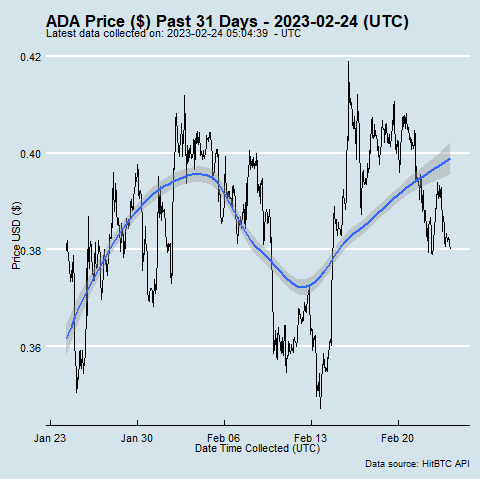 ADA Price ($) Past 31 Days - 2023-02-24 (UTC)
Latest data collected on: 2023-02-24 05:04:39 - UTC
0.42
0.40
0.38
0.36
Price USD ($)
Jan 23
Jan 30
Feb 06
Feb 13
Feb 20
Date Time Collected (UTC)
Data source: HitBTC API